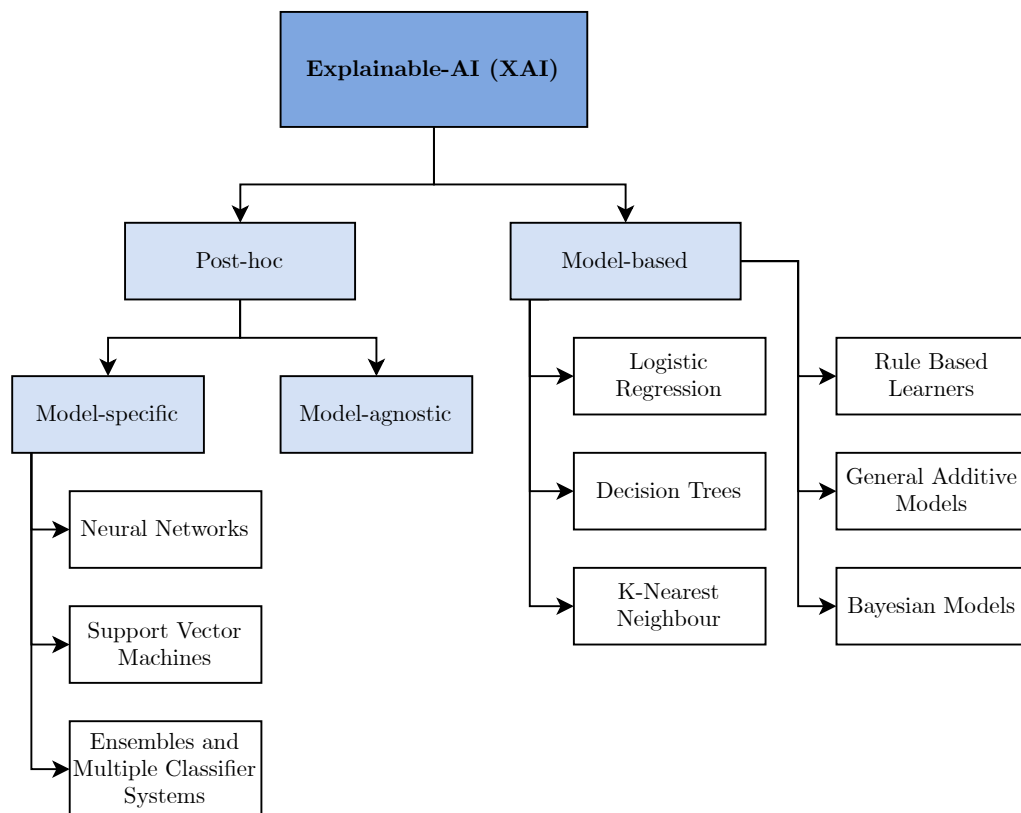 Explainable-AI (XAI)
Post-hoc
Model-based
Logistic
Regression
Rule Based
Learners
Model-specific
Model-agnostic
Decision Trees
General Additive
Models
Neural Networks
K-Nearest
Neighbour
Bayesian Models
Support Vector
Machines
Ensembles and
Multiple Classifier
Systems